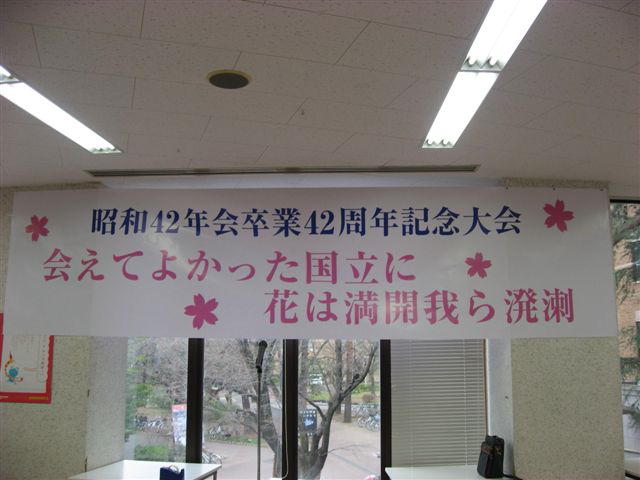 昭和42年会卒業42周年記念大会
会えてよかった国立に
花は満開我ら溌溂